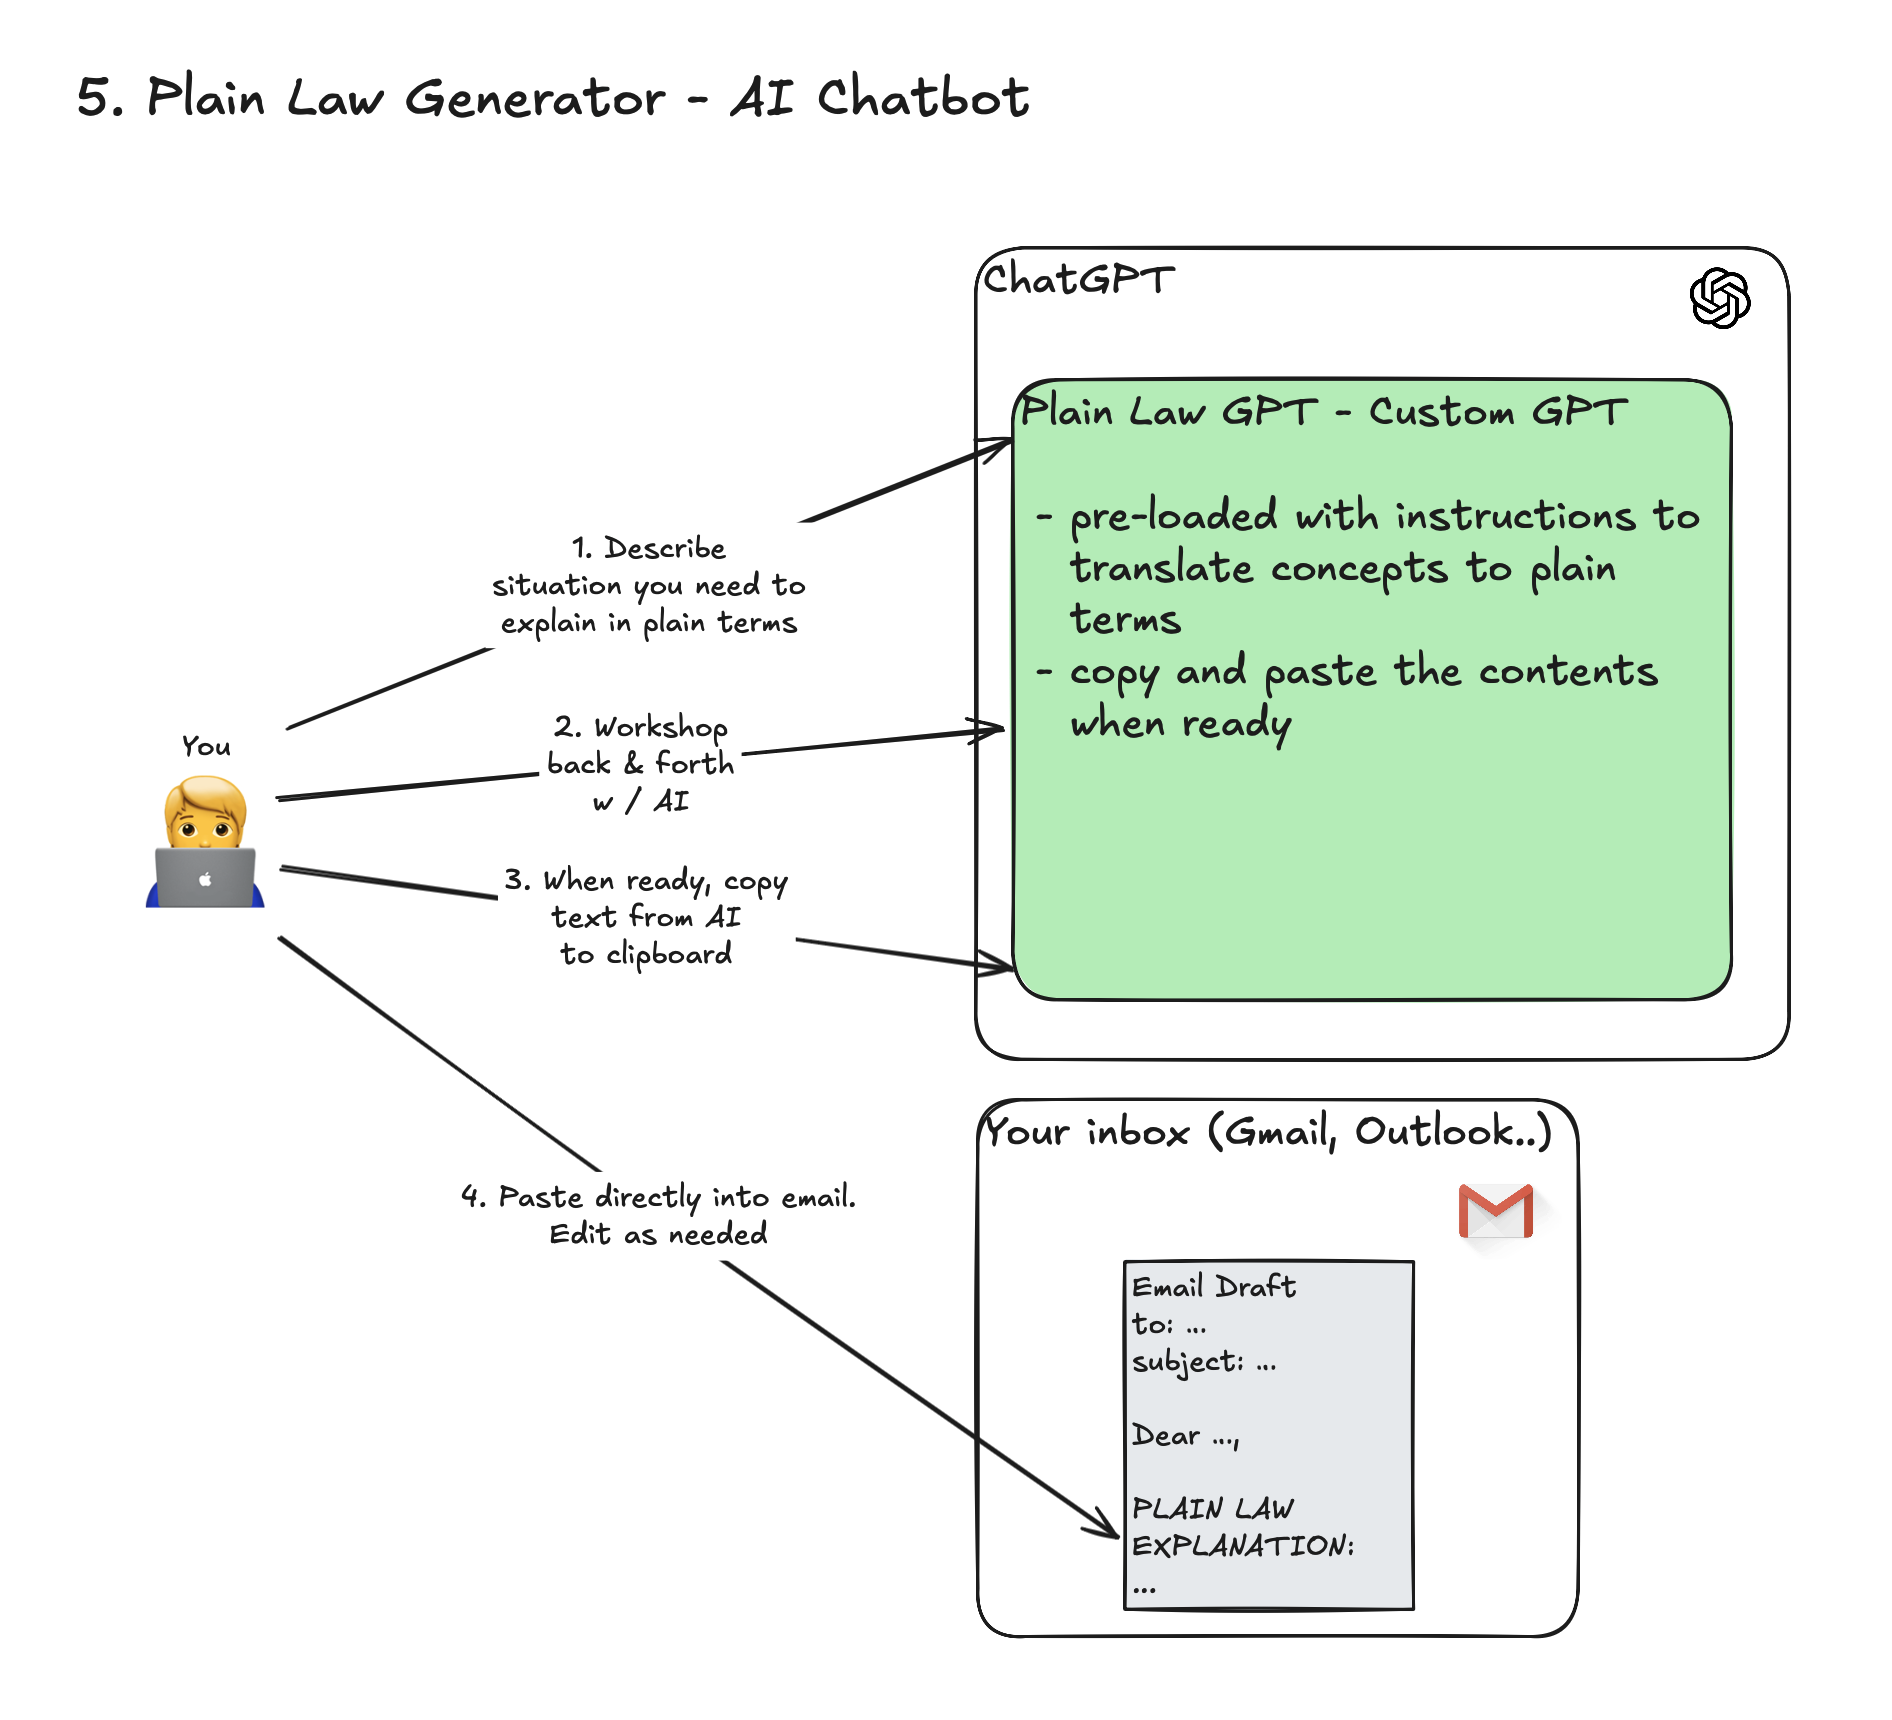 5. Plain Law Generator - AI Chatbot
ChatGPT
Plain Law GPT - Custom GPT
- pre-loaded with instructions to
translate concepts to plain
terms
- copy and paste the contents
when ready
1. Describe
situation you need to
explain in plain terms
2. Workshop
back & forth
w / AI
You
3. When ready, copy
text from AI
to clipboard
4. Paste directly into email.
Edit as needed
Your inbox (Gmail, Outlook..)
Email Draft
to: ...
subject: ...
Dear ...,
PLAIN LAW
EXPLANATION:
...